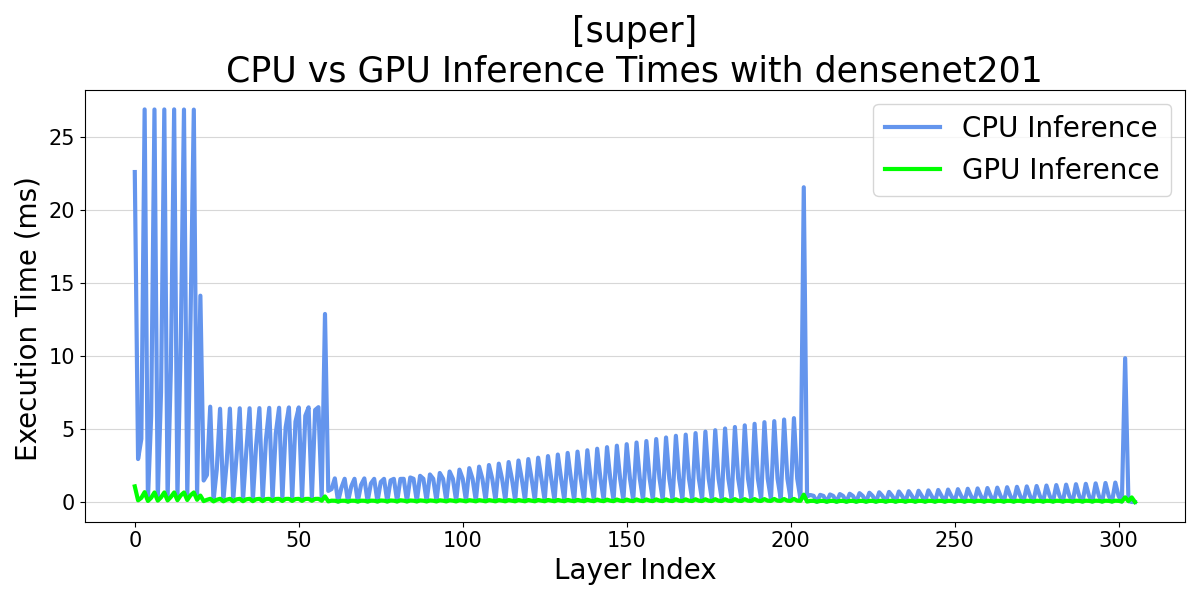 [super]
CPU vs GPU Inference Times with densenet201
CPU Inference
GPU Inference
Execution Time (ms)
25
20
15
10
5
0
0 50 100 150 200 250 300
Layer Index